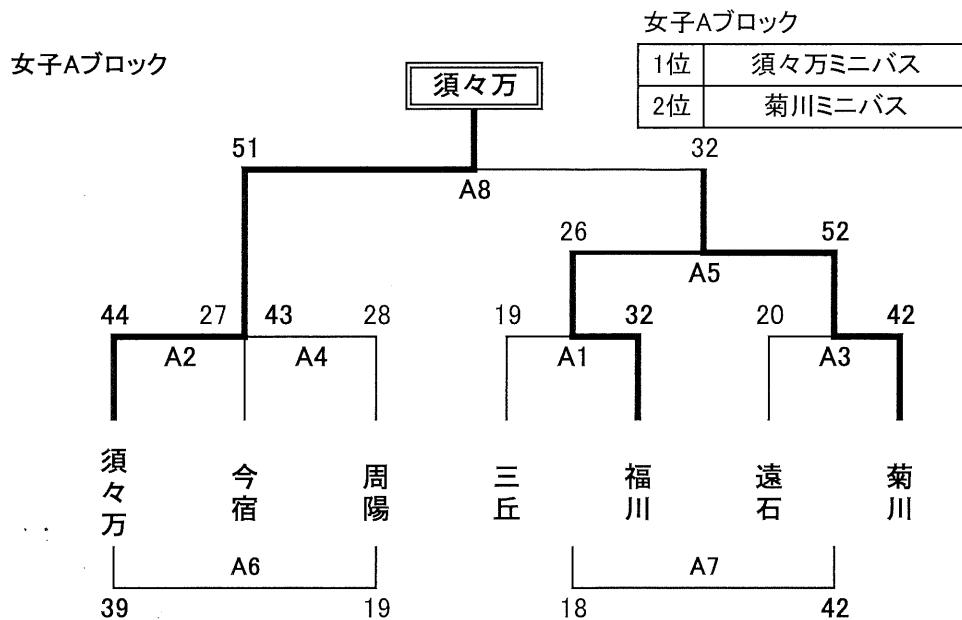 女子Aブロック
女子Aブロック
1位 須々万ミニバス
2位 菊川ミニバス
須々万
51 32
A8
26 52
A5
44 27 43 28 19 32 20 42
A2 A4 A1 A3
須々万 今宿 周陽 三丘 福川 遠石 菊川
A6 A7
39 19 18 42